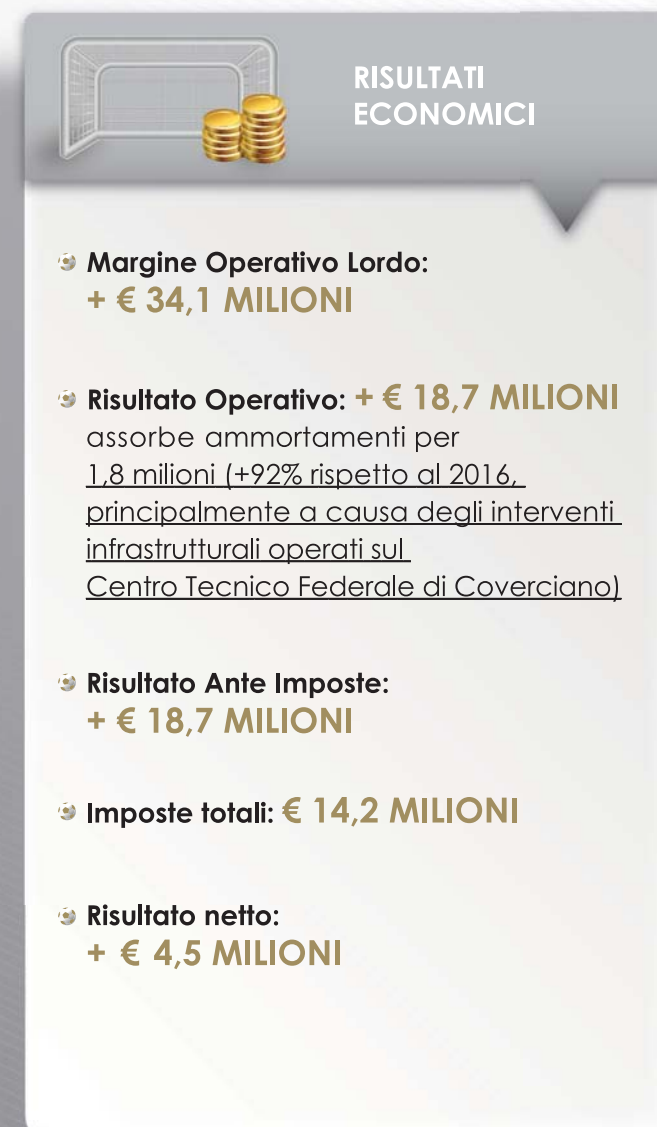 RISULTATI
ECONOMICI
Margine Operativo Lordo:
+ € 34,1 MILIONI
Risultato Operativo: + € 18,7 MILIONI
assorbe ammortamenti per
1,8 milioni (+92% rispetto al 2016,
principalmente a causa degli interventi
infrastrutturali operati sul
Centro Tecnico Federale di Coverciano)
Risultato Ante Imposte:
+ € 18,7 MILIONI
Imposte totali: € 14,2 MILIONI
Risultato netto:
+ € 4,5 MILIONI